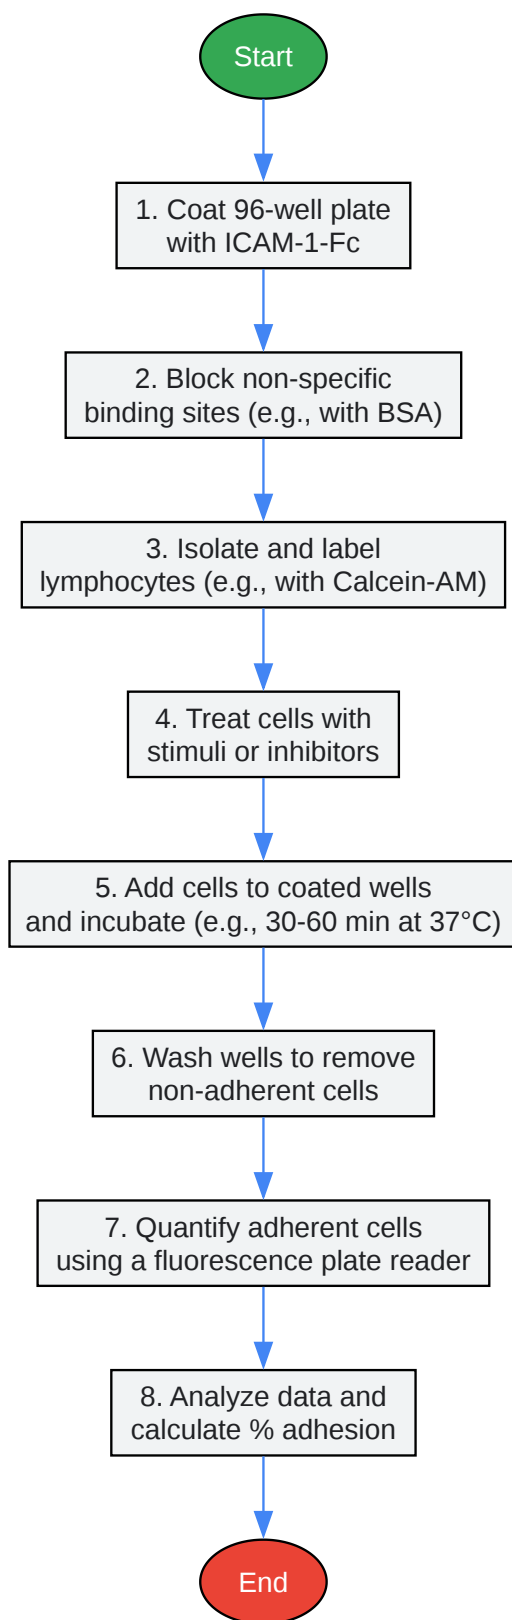 Start
1. Coat 96-well plate
with ICAM-1-Fc
2. Block non-specific
binding sites (e.g., with BSA)
3. Isolate and label
lymphocytes (e.g., with Calcein-AM)
4. Treat cells with
stimuli or inhibitors
5. Add cells to coated wells
and incubate (e.g., 30-60 min at 37°C)
6. Wash wells to remove
non-adherent cells
7. Quantify adherent cells
using a fluorescence plate reader
8. Analyze data and
calculate % adhesion
End